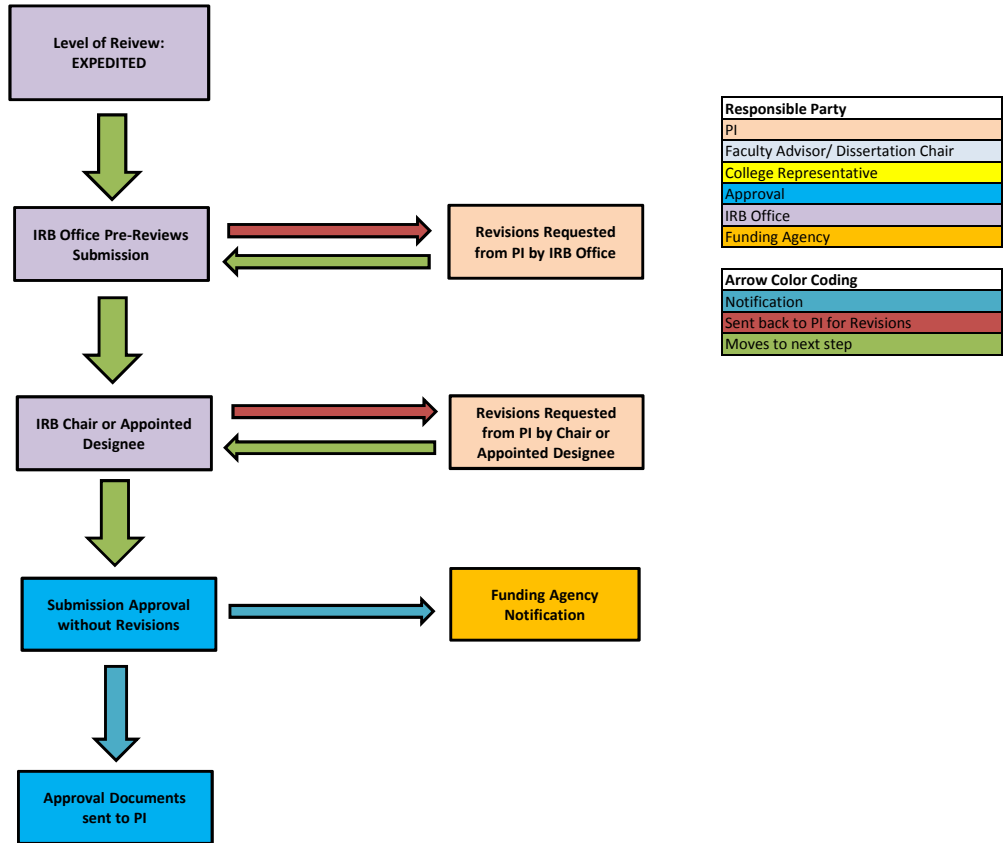 Level of Reivew:
EXPEDITED
IRB Office Pre-Reviews
Submission
Revisions Requested
from PI by IRB Office
IRB Chair or Appointed
Designee
Revisions Requested
from PI by Chair or
Appointed Designee
Submission Approval
without Revisions
Funding Agency
Notification
Approval Documents
sent to PI
Responsible Party
PI
Faculty Advisor/ Dissertation Chair
College Representative
Approval
IRB Office
Funding Agency
Arrow Color Coding
Notification
Sent back to PI for Revisions
Moves to next step